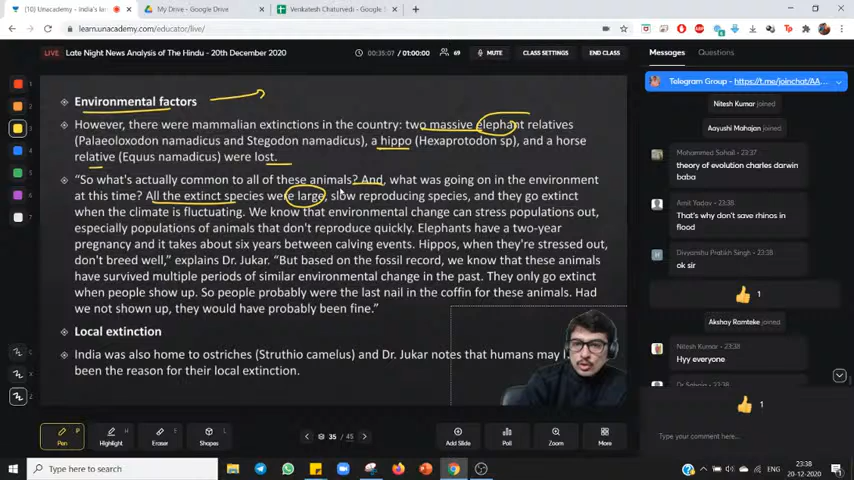 (10) Unacademy - India's le
My Drive - Google Drive
Venkatesh Chaturvedi - Google S
learn.unacademy.com/educator/live/
LIVE Late Night News Analysis of The Hindu - 20th December 2020
00:35:07 / 01:00:00
69
MUTE
CLASS SETTINGS
END CLASS
Messages
Questions
Telegram Group - https://t.me/joinchat/AA...
Nitesh Kumar joined
Aayushi Mahajan joined
Mohammed Sohail · 23:37
theory of evolution charles darwin
baba
Amit Yadav · 23:38
That's why don't save rhinos in
flood
Divyamshu Pratibh Singh · 23:38
ok sir
1
Akshay Ramteke joined
Nitesh Kumar · 23:38
Hyy everyone
1
Type your comment here...
1
2
3
4
5
6
7
Environmental factors
However, there were mammalian extinctions in the country: two massive elephant relatives
(Palaeoloxodon namadicus and Stegodon namadicus), a hippo (Hexaprotodon sp), and a horse
relative (Equus namadicus) were lost.
"So what's actually common to all of these animals? And, what was going on in the environment
at this time? All the extinct species were large, slow reproducing species, and they go extinct
when the climate is fluctuating. We know that environmental change can stress populations out,
especially populations of animals that don't reproduce quickly. Elephants have a two-year
pregnancy and it takes about six years between calving events. Hippos, when they're stressed out,
don't breed well," explains Dr. Jukar. "But based on the fossil record, we know that these animals
have survived multiple periods of similar environmental change in the past. They only go extinct
when people show up. So people probably were the last nail in the coffin for these animals. Had
we not shown up, they would have probably been fine."
Local extinction
India was also home to ostriches (Struthio camelus) and Dr. Jukar notes that humans may h
been the reason for their local extinction.
Pen
Highlight
Eraser
Shapes
35 / 45
Add Slide
Poll
Zoom
More
Type here to search
ENG
23:38
20-12-2020